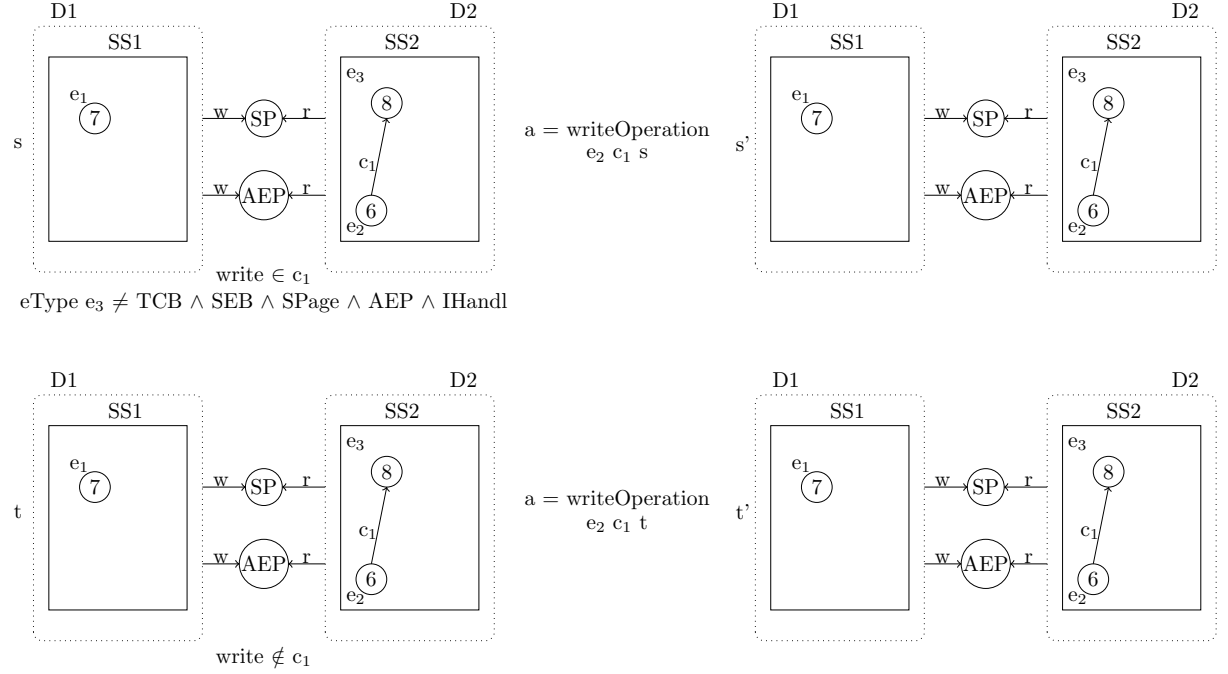 D1 D2 D1 D2
SS1 SS2 SS1 SS2
e₃ e₃
e₁ 8 e₁ 8
7 w SP r 7 w SP r
a = writeOperation
s e₂ c₁ s s'
c₁ c₁
w AEP r w AEP r
6 6
e₂ e₂
write ∈ c₁
eType e₃ ≠ TCB ∧ SEB ∧ SPage ∧ AEP ∧ IHandl
D1 D2 D1 D2
SS1 SS2 SS1 SS2
e₃ e₃
e₁ 8 e₁ 8
7 w SP r 7 w SP r
a = writeOperation
t e₂ c₁ t t'
c₁ c₁
w AEP r w AEP r
6 6
e₂ e₂
write ∉ c₁